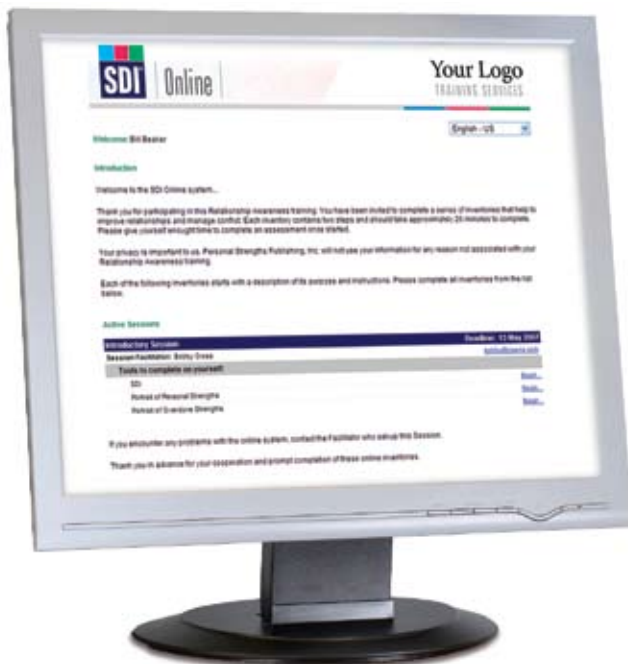 SDI Online
Your Logo
TRAINING SERVICES
English - US
Welcome Bill Beaver
Introduction
Welcome to the SDI Online system...
Thank you for participating in this Relationship Awareness training. You have been invited to complete a series of inventories that help to
improve relationships and manage conflict. Each inventory contains two steps and should take approximately 20 minutes to complete.
Please give yourself enought time to complete an assessment once started.
Your privacy is important to us. Personal Strengths Publishing, Inc. will not use your information for any reason not associated with your
Relationship Awareness training.
Each of the following inventories starts with a description of its purpose and instructions. Please complete all inventories from the list
below.
Active Sessions
Introductory Session Deadline: 13 May 2007
Session Facilitation: Bobby Gross
Tools to complete on yourself:
SDI
Portrait of Personal Strengths
Portrait of Overdone Strengths
If you encounter any problems with the online system, contact the Facilitator who setup this Session.
Thank you in advance for your cooperation and prompt completion of these online inventories.